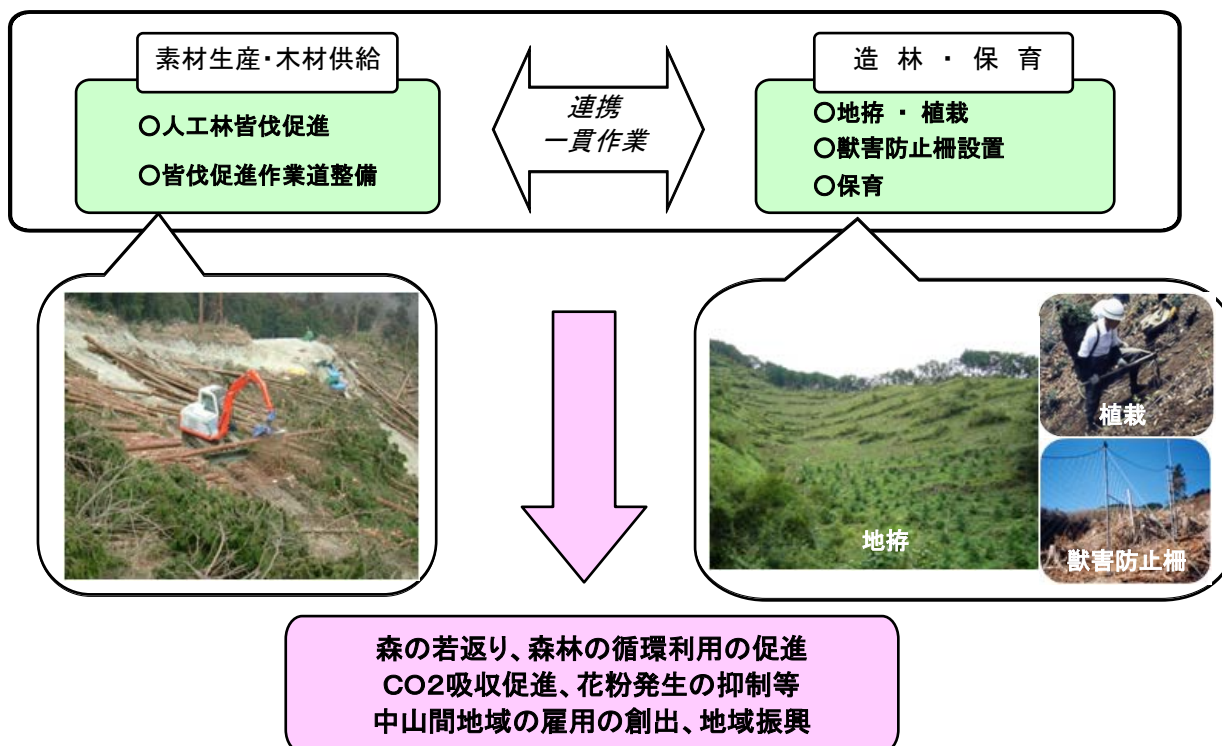 素材生産・木材供給
○人工林皆伐促進
○皆伐促進作業道整備
連携
一貫作業
造 林 ・ 保 育
○地拵 ・ 植栽
○獣害防止柵設置
○保育
植栽
地拵
獣害防止柵
森の若返り、森林の循環利用の促進
CO2吸収促進、花粉発生の抑制等
中山間地域の雇用の創出、地域振興